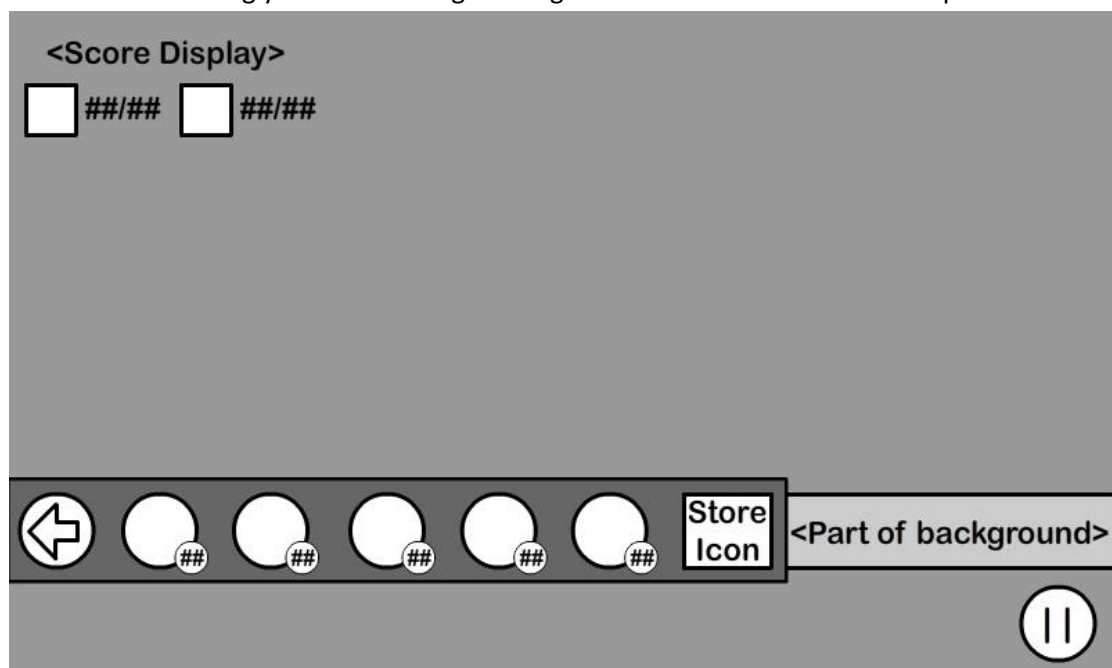 <Score Display>
##/## ##/##
## ## ## ## ##
Store
Icon
<Part of background>